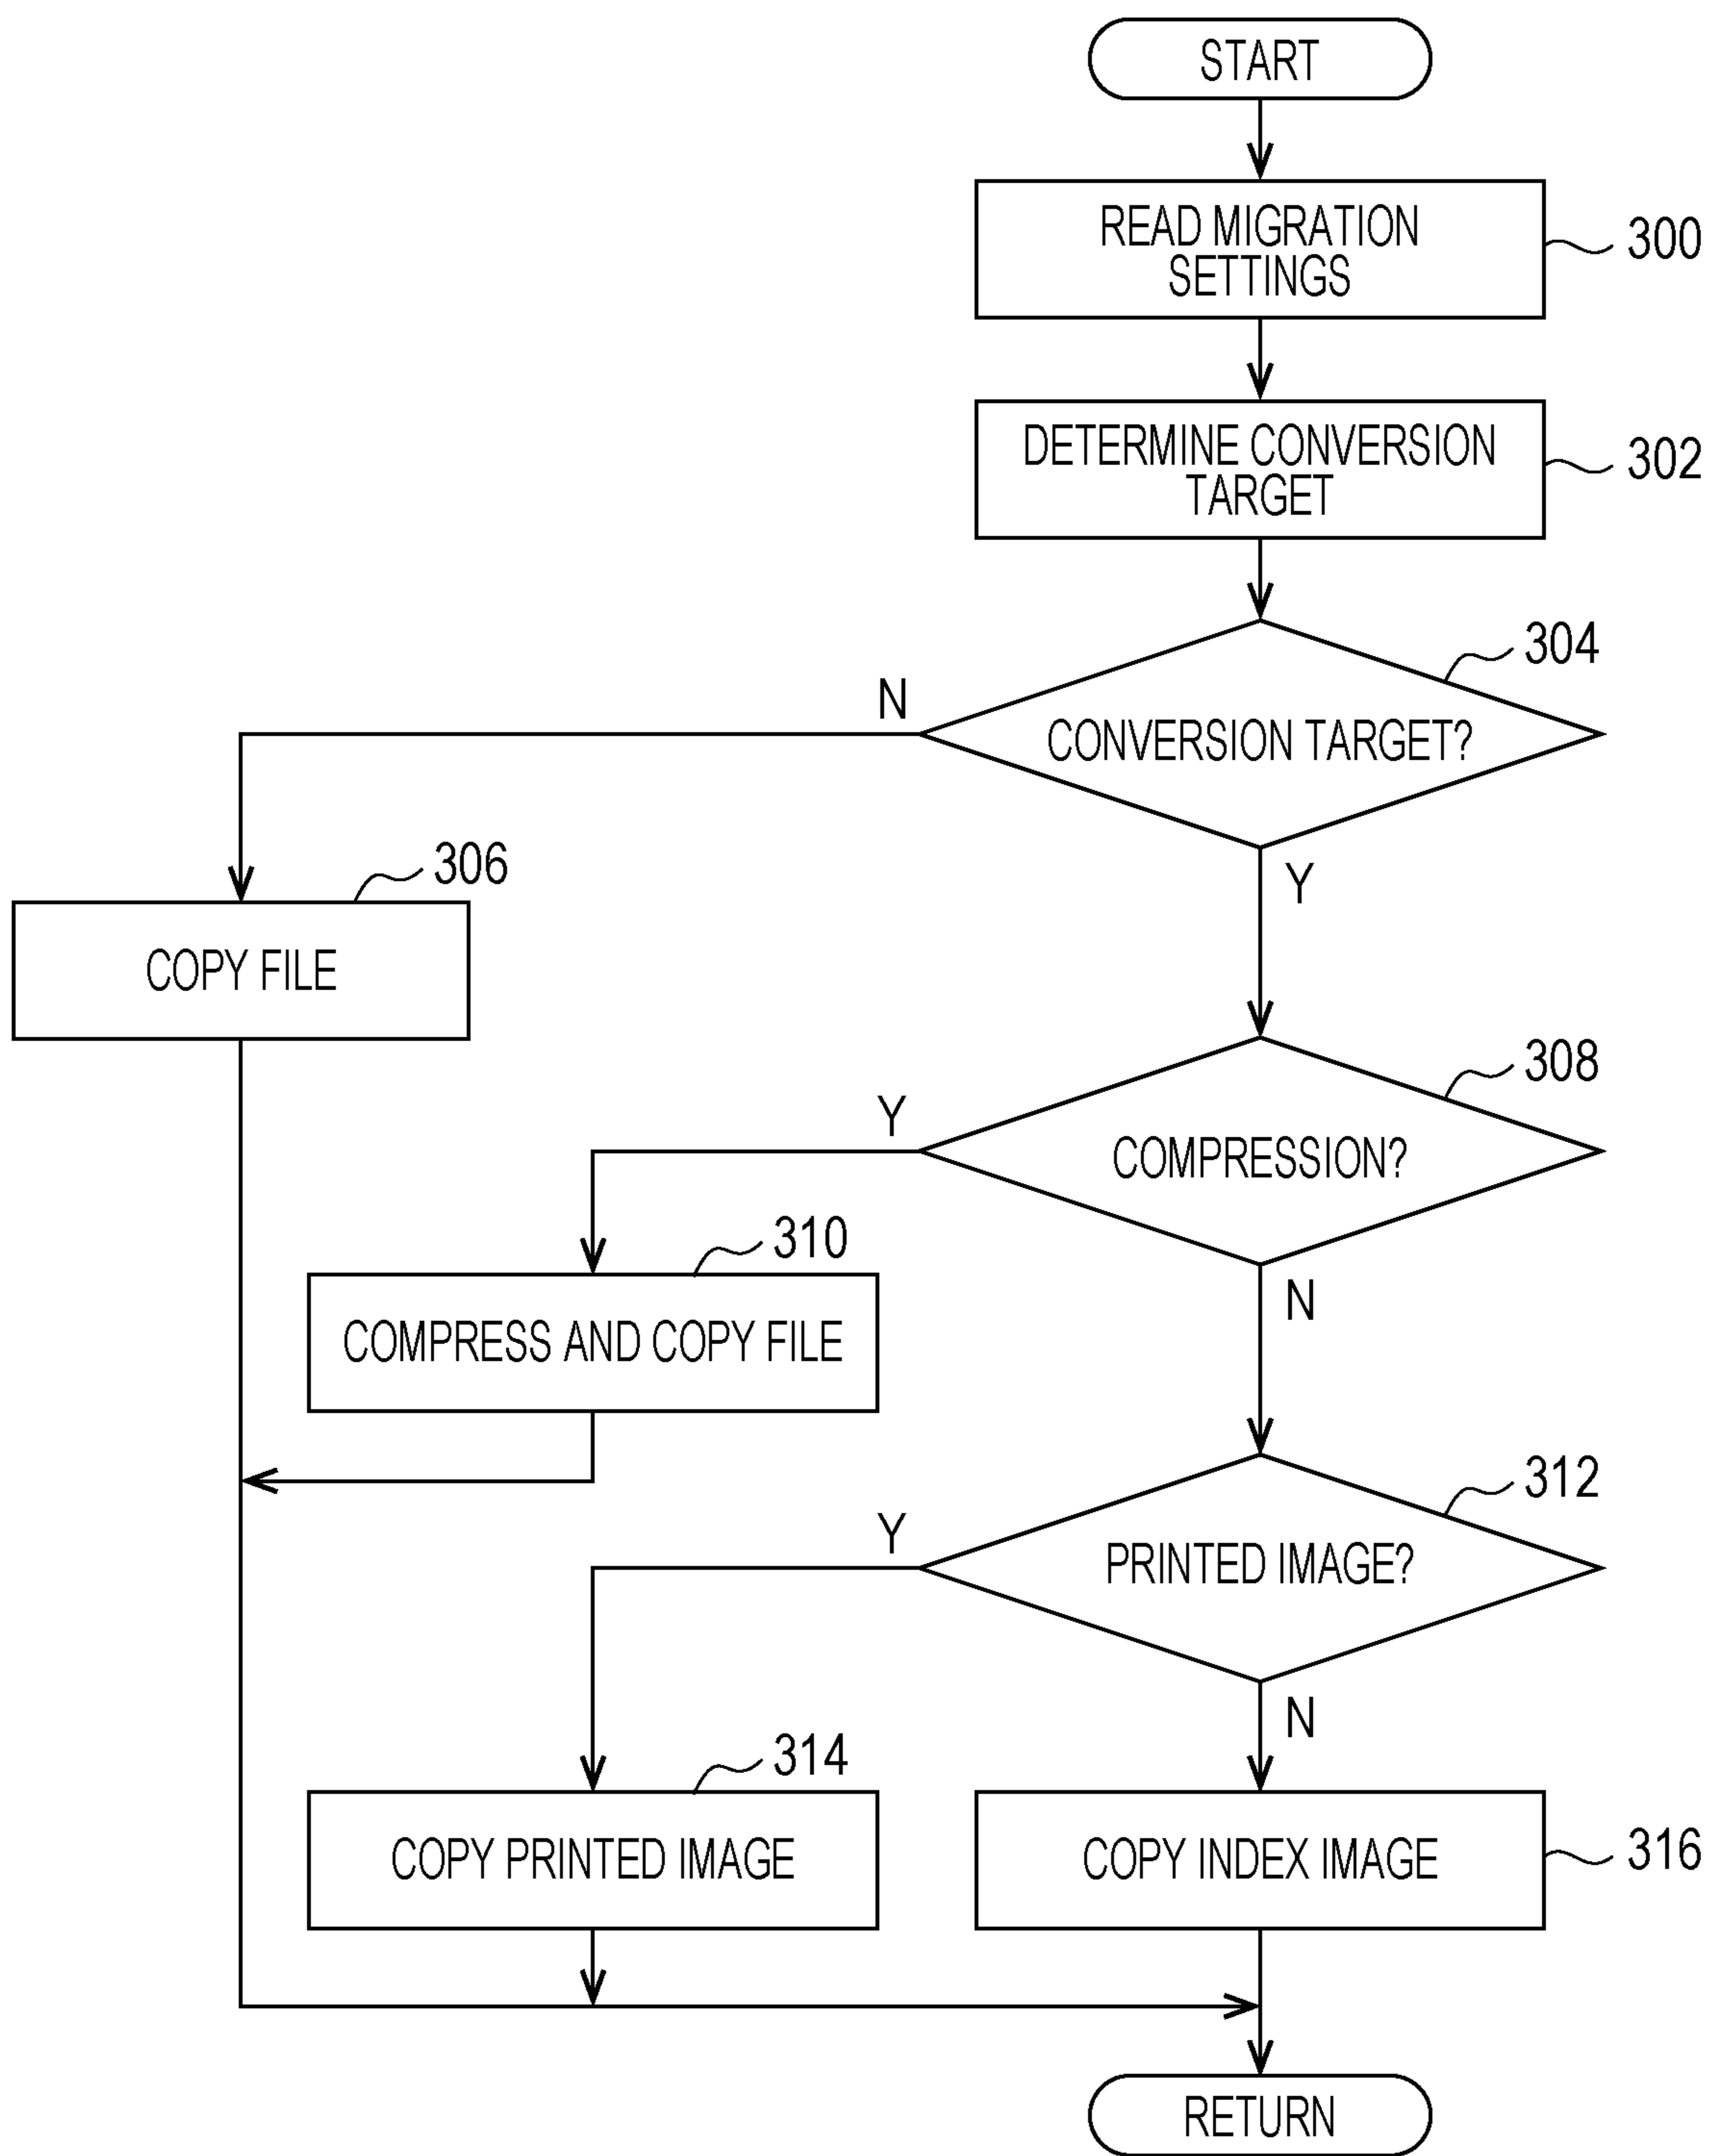 START
READ MIGRATION
SETTINGS
300
DETERMINE CONVERSION
TARGET
302
304
N
CONVERSION TARGET?
Y
306
COPY FILE
308
Y
COMPRESSION?
N
310
COMPRESS AND COPY FILE
312
Y
PRINTED IMAGE?
N
314
COPY PRINTED IMAGE
COPY INDEX IMAGE
316
RETURN